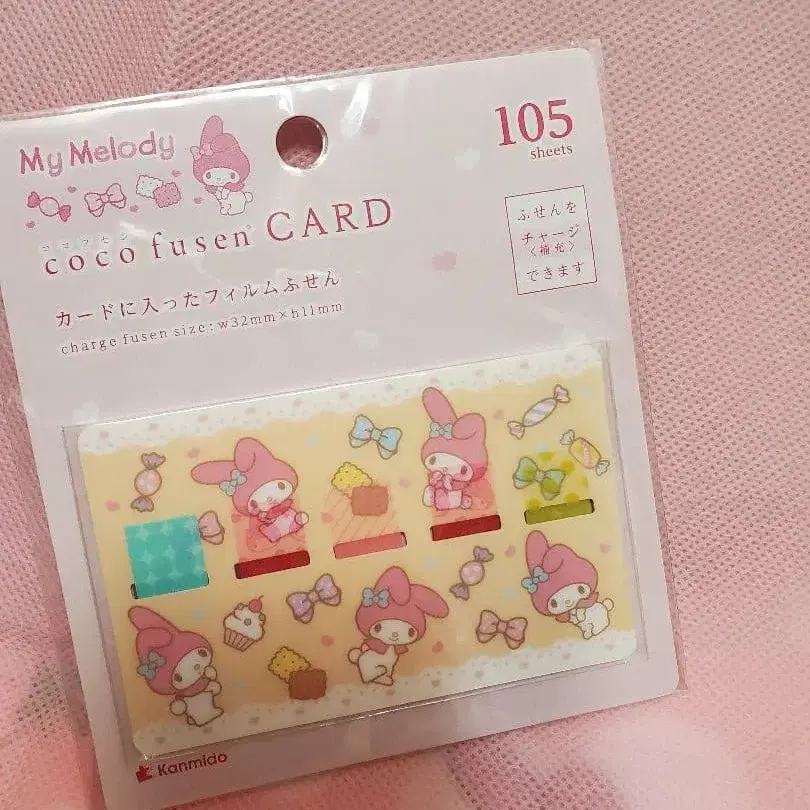 My Melody
105
sheets
ココフセン
coco fusen® CARD
カードに入ったフィルムふせん
charge fusen size : w32mm×h11mm
ふせんを
チャージ
〈補充〉
できます
Kanmido